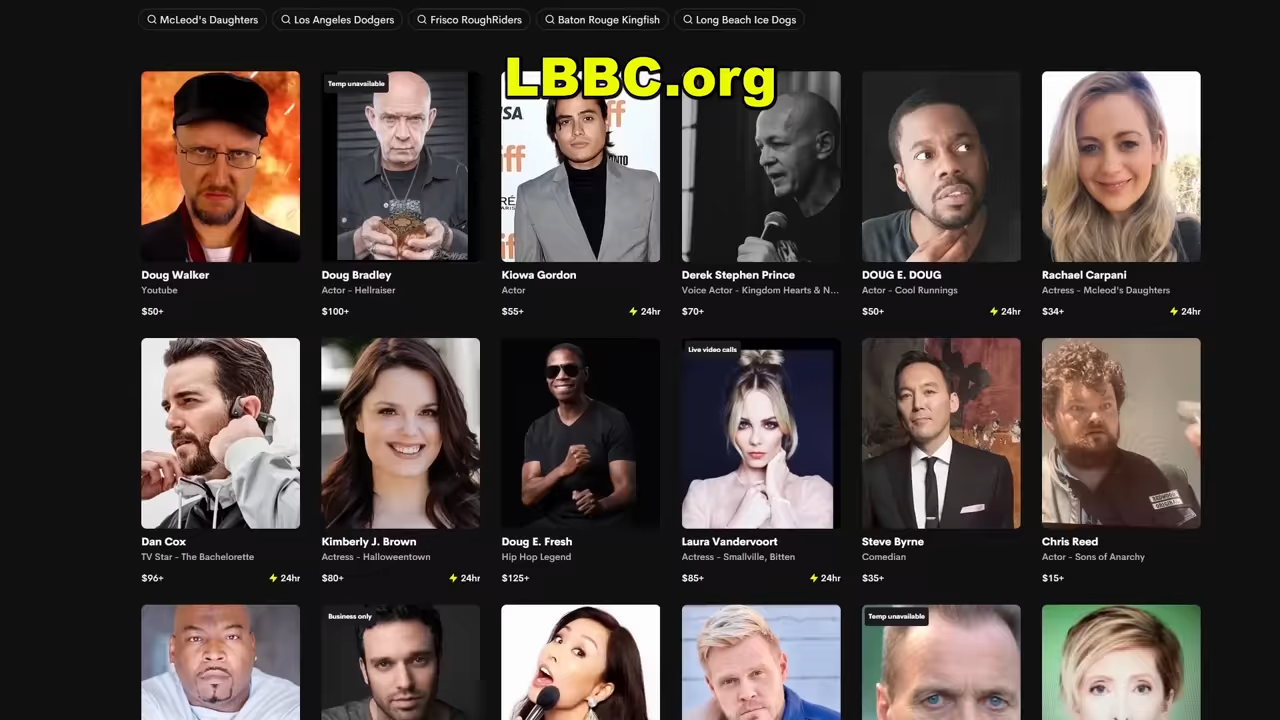 McLeod's Daughters
Los Angeles Dodgers
Frisco RoughRiders
Baton Rouge Kingfish
Long Beach Ice Dogs
LBBC.org
Temp unavailable
Doug Walker
Youtube
$50+
Doug Bradley
Actor - Hellraiser
$100+
Kiowa Gordon
Actor
$55+
24hr
Derek Stephen Prince
Voice Actor - Kingdom Hearts & N...
$70+
DOUG E. DOUG
Actor - Cool Runnings
$50+
24hr
Rachael Carpani
Actress - Mcleod's Daughters
$34+
24hr
Live video calls
Dan Cox
TV Star - The Bachelorette
$96+
24hr
Kimberly J. Brown
Actress - Halloweentown
$80+
24hr
Doug E. Fresh
Hip Hop Legend
$125+
Laura Vandervoort
Actress - Smallville, Bitten
$85+
24hr
Steve Byrne
Comedian
$35+
Chris Reed
Actor - Sons of Anarchy
$15+
Business only
Temp unavailable